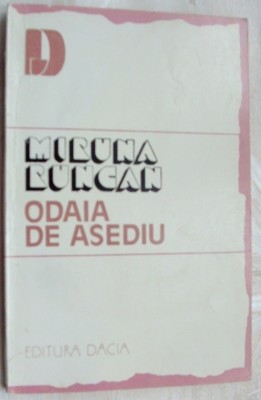 MIRUNA
RUNCAN
ODAIA
DE ASEDIU
EDITURA DACIA